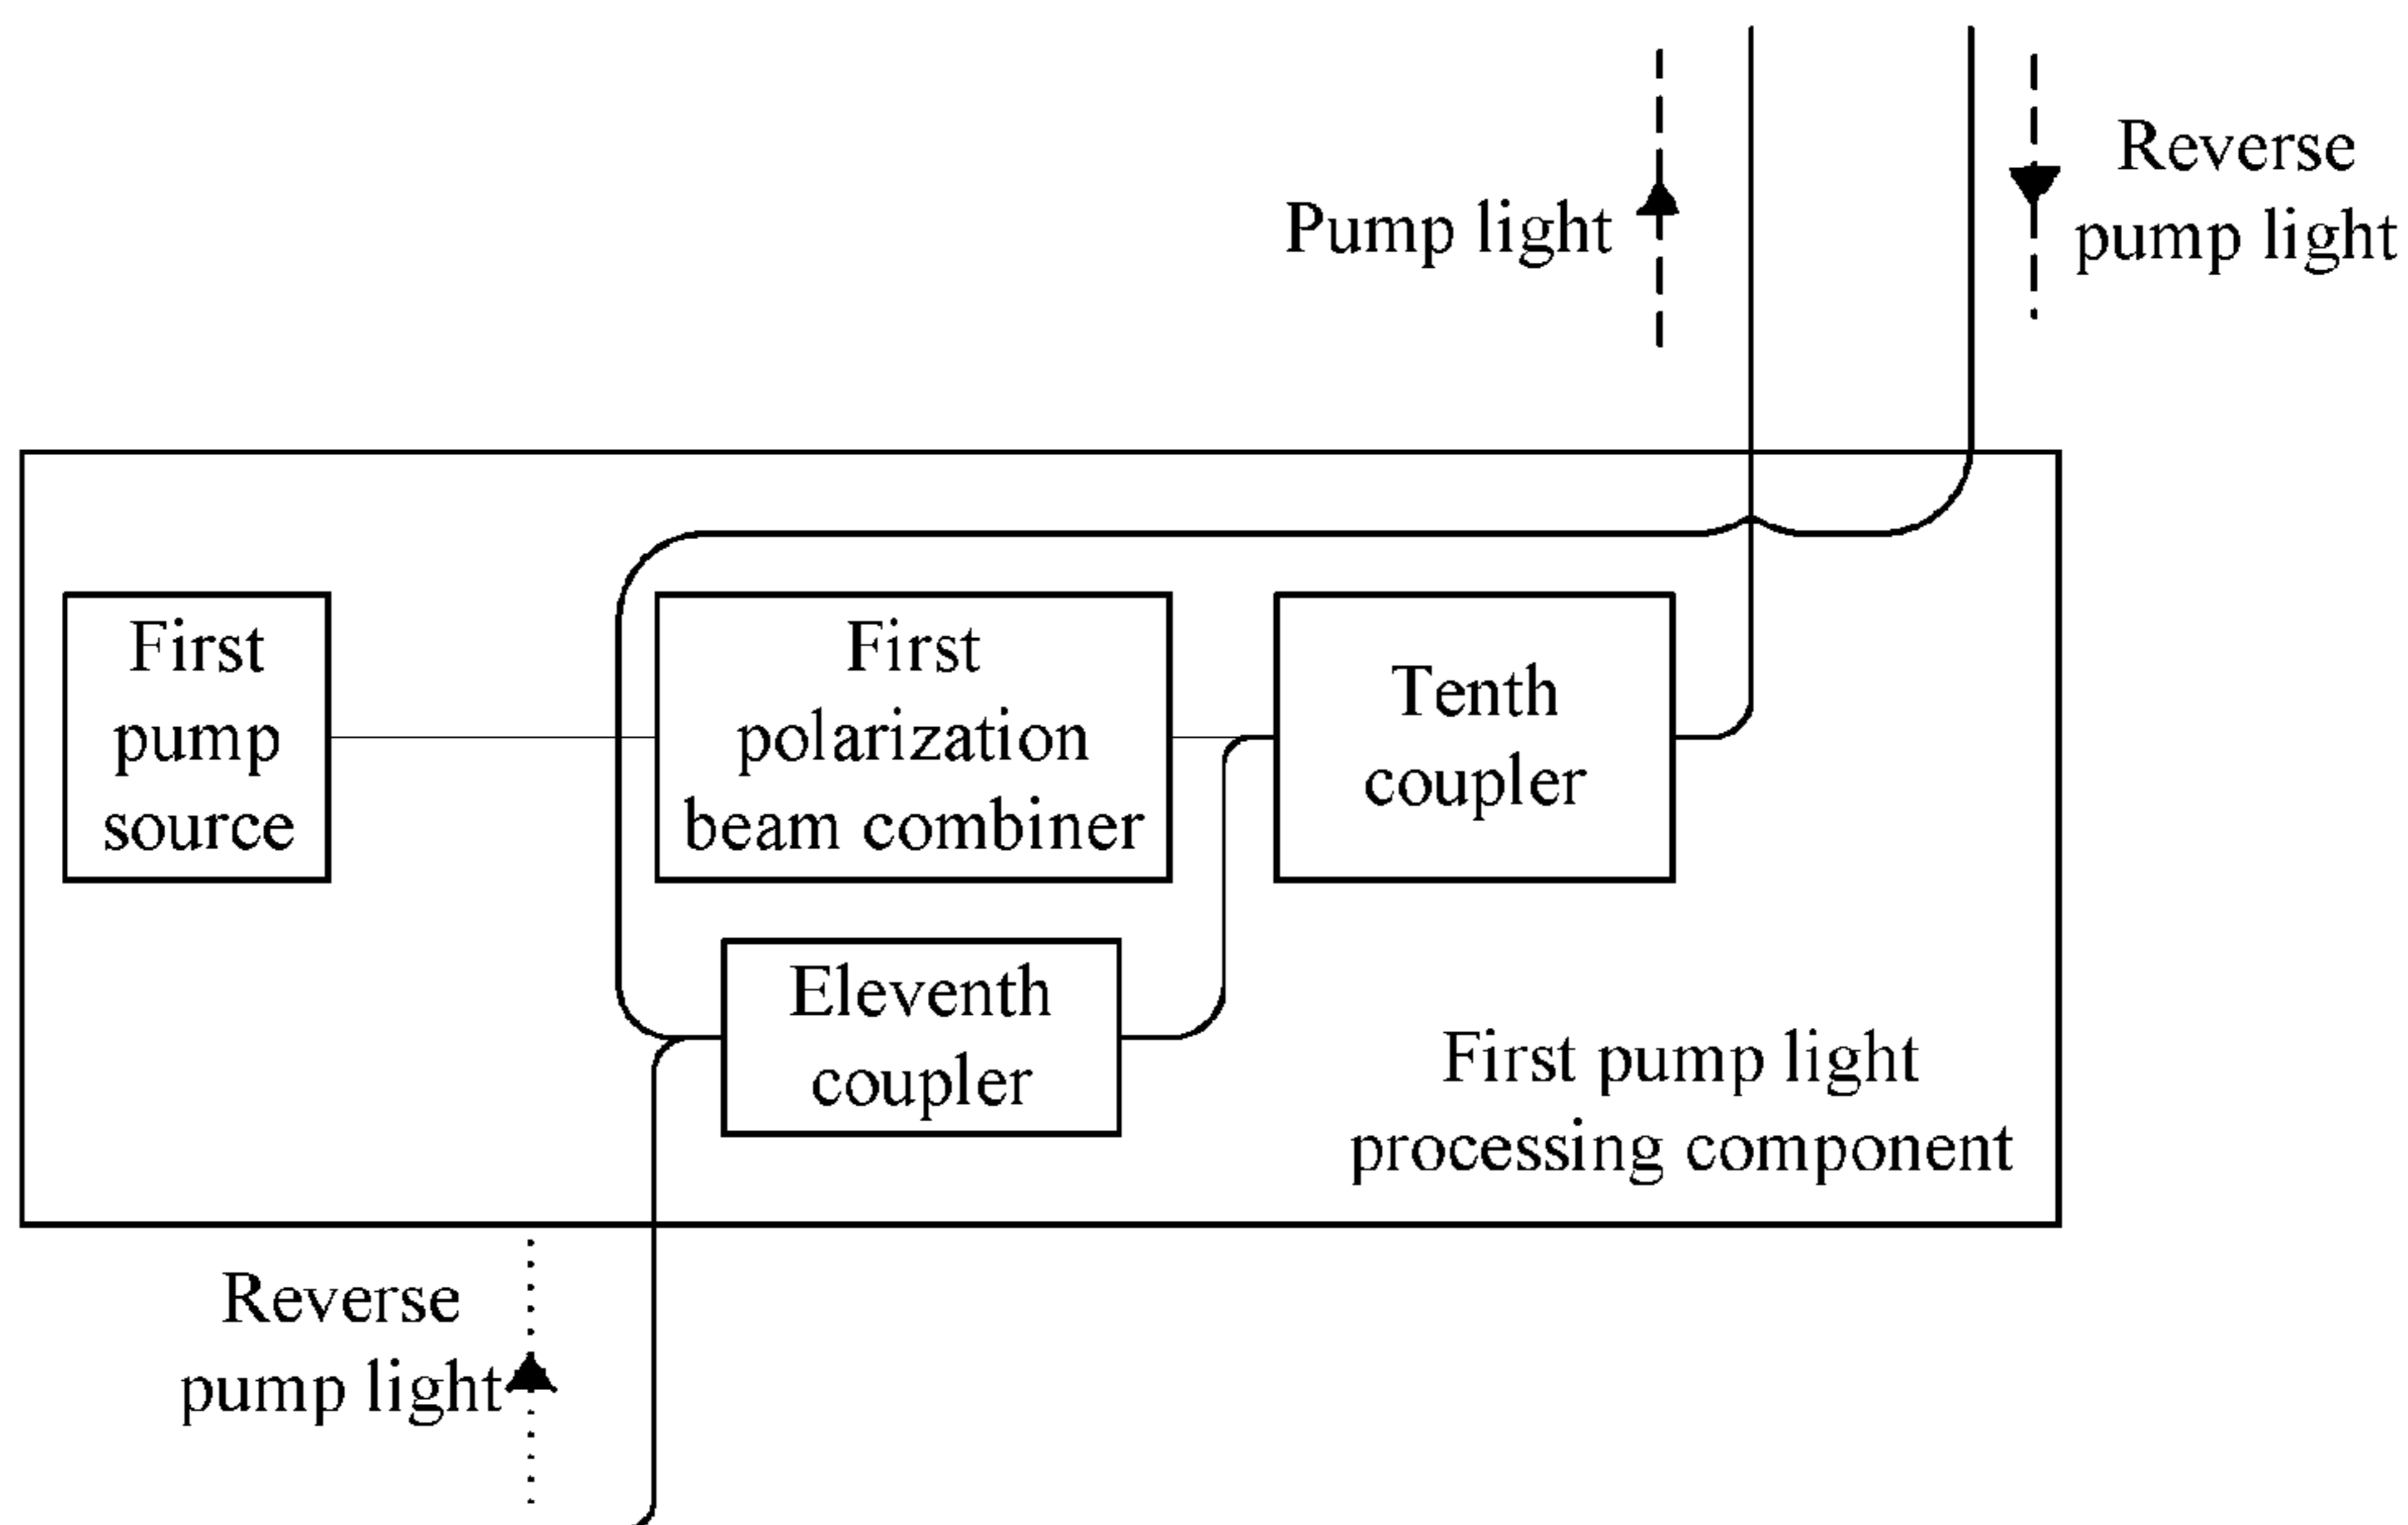 Reverse
pump light
Pump light
First
pump
source
First
polarization
beam combiner
Tenth
coupler
Eleventh
coupler
First pump light
processing component
Reverse
pump light